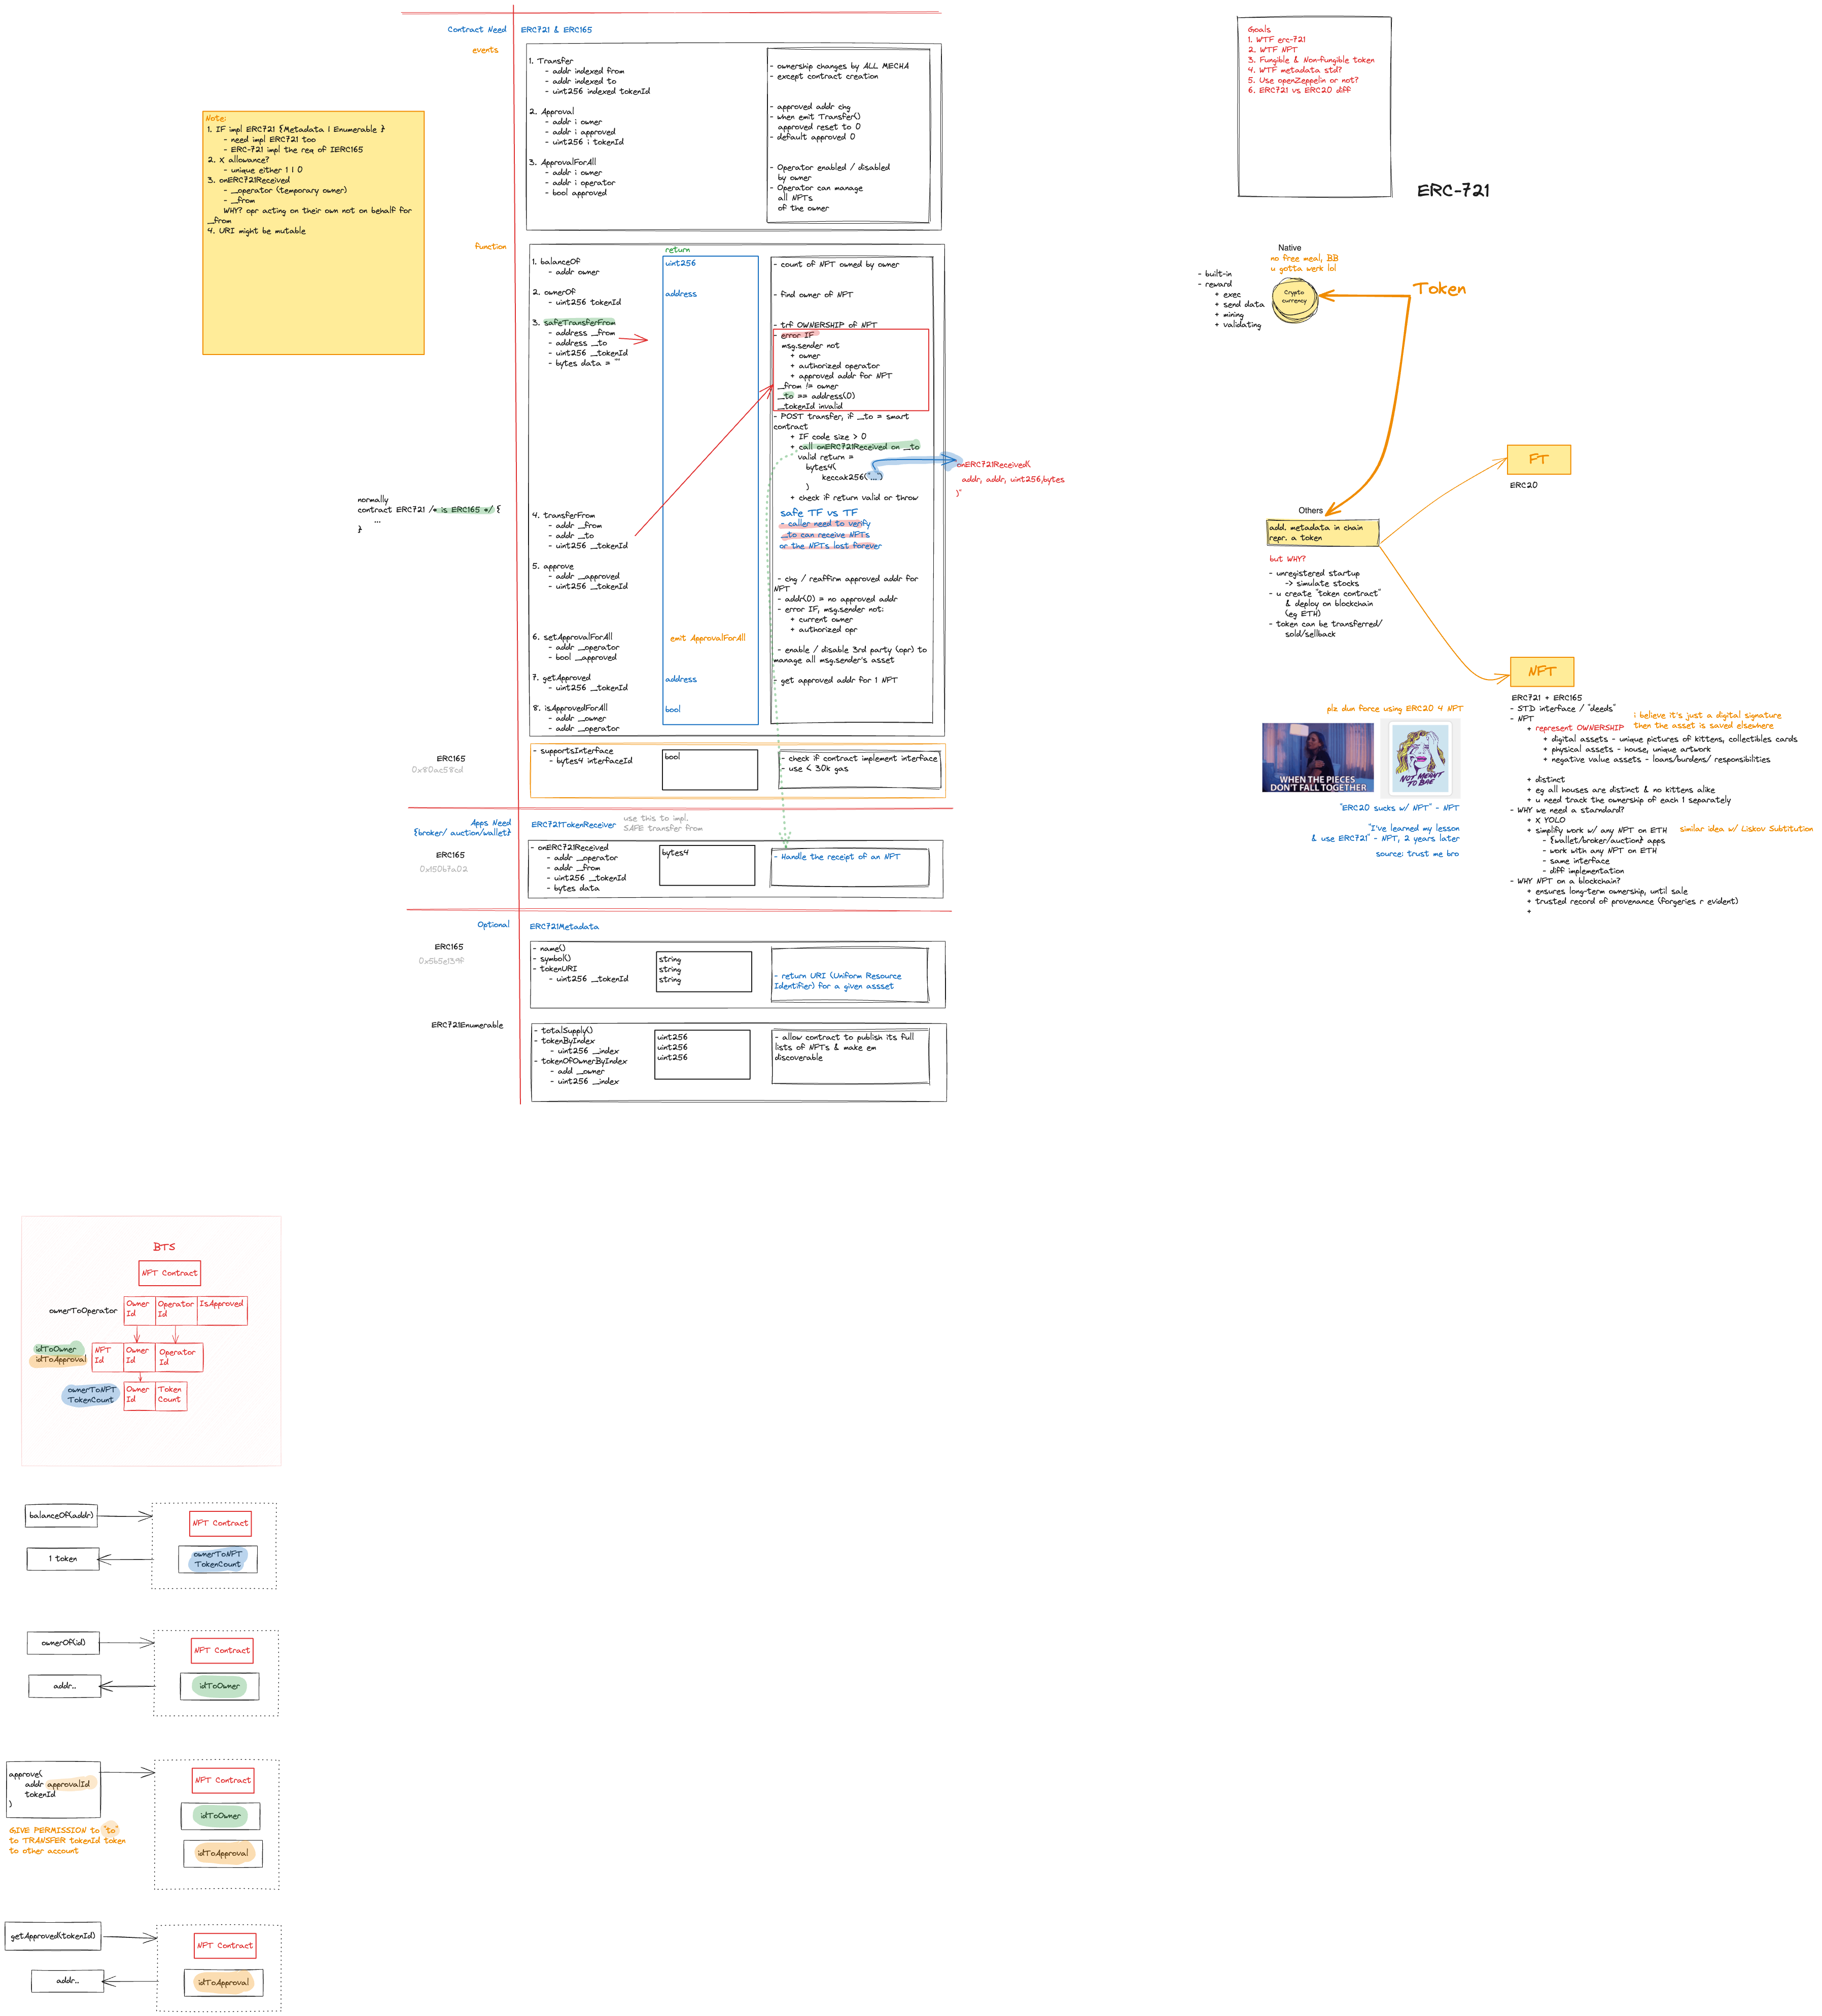 Contract Need
ERC721 & ERC165
events
1. Transfer
- addr indexed from
- addr indexed to
- uint256 indexed tokenId
2. Approval
- addr i owner
- addr i approved
- uint256 i tokenId
3. ApprovalForAll
- addr i owner
- addr i operator
- bool approved
- ownership changes by ALL MECHA
- except contract creation
- approved addr chg
- when emit Transfer()
approved reset to 0
- default approved 0
- Operator enabled / disabled
by owner
- Operator can manage
all NFTs
of the owner
Note:
1. IF impl ERC721 {Metadata | Enumerable }
- need impl ERC721 too
- ERC-721 impl the req of IERC165
2. X allowance?
- unique either 1 | 0
3. onERC721Received
- _operator (temporary owner)
- _from
WHY? opr acting on their own not on behalf for
_from
4. URI might be mutable
function
return
1. balanceOf
- addr owner
uint256
- count of NFT owned by owner
2. ownerOf
- uint256 tokenId
address
- find owner of NFT
3. safeTransferFrom
- address _from
- address _to
- uint256 _tokenId
- bytes data = ""
- trf OWNERSHIP of NFT
- error IF
msg.sender not
+ owner
+ authorized operator
+ approved addr for NFT
_from != owner
_to == address(0)
_tokenId invalid
- POST transfer, if _to = smart
contract
+ IF code size > 0
+ call onERC721Received on _to
valid return =
bytes4(
keccak256("...")
)
+ check if return valid or throw
onERC721Received(
addr, addr, uint256,bytes
)"
normally
contract ERC721 /* is ERC165 */ {
...
}
4. transferFrom
- addr _from
- addr _to
- uint256 _tokenId
safe TF vs TF
- caller need to verify
_to can receive NFTs
or the NFTs lost forever
5. approve
- addr _approved
- uint256 _tokenId
- chg / reaffirm approved addr for
NFT
- addr(0) = no approved addr
- error IF, msg.sender not:
+ current owner
+ authorized opr
6. setApprovalForAll
- addr _operator
- bool _approved
emit ApprovalForAll
- enable / disable 3rd party (opr) to
manage all msg.sender's asset
7. getApproved
- uint256 _tokenId
address
- get approved addr for 1 NFT
8. isApprovedForAll
- addr _owner
- addr _operator
bool
ERC165
0x80ac58cd
- supportsInterface
- bytes4 interfaceId
bool
- check if contract implement interface
- use < 30k gas
Apps Need
{broker/ auction/wallet}
ERC721TokenReceiver
use this to impl.
SAFE transfer from
ERC165
0x150b7a02
- onERC721Received
- addr _operator
- addr _from
- uint256 _tokenId
- bytes data
bytes4
- Handle the receipt of an NFT
Optional
ERC721Metadata
ERC165
0x5b5e139f
- name()
- symbol()
- tokenURI
- uint256 _tokenId
string
string
string
- return URI (Uniform Resource
Identifier) for a given assset
ERC721Enumerable
- totalSupply()
- tokenByIndex
- uint256 _index
- tokenOfOwnerByIndex
- add _owner
- uint256 _index
uint256
uint256
uint256
- allow contract to publish its full
lists of NFTs & make em
discoverable
Goals
1. WTF erc-721
2. WTF NFT
3. Fungible & Non-fungible token
4. WTF metadata std?
5. Use openZeppelin or not?
6. ERC721 vs ERC20 diff
ERC-721
Native
no free meal, BB
u gotta werk lol
- built-in
- reward
+ exec
+ send data
+ mining
+ validating
Crypto
currency
Token
FT
ERC20
Others
add. metadata in chain
repr. a token
but WHY?
- unregistered startup
-> simulate stocks
- u create "token contract"
& deploy on blockchain
(eg ETH)
- token can be transferred/
sold/sellback
NFT
ERC721 + ERC165
- STD interface / "deeds"
- NFT
+ represent OWNERSHIP
i believe it's just a digital signature
then the asset is saved elsewhere
+ digital assets - unique pictures of kittens, collectibles cards
+ physical assets - house, unique artwork
+ negative value assets - loans/burdens/ responsibilities
+ distinct
+ eg all houses are distinct & no kittens alike
+ u need track the ownership of each 1 separately
- WHY we need a starndard?
+ X YOLO
+ simplify work w/ any NFT on ETH
similar idea w/ Liskov Subtitution
- {wallet/broker/auction} apps
- work with any NFT on ETH
- same interface
- diff implementation
- WHY NFT on a blockchain?
+ ensures long-term ownership, until sale
+ trusted record of provenance (forgeries r evident)
+
plz dun force using ERC20 4 NFT
WHEN THE PIECES
DON'T FALL TOGETHER
NOT MEANT
TO BAE
"ERC20 sucks w/ NFT" - NFT
"I've learned my lesson
& use ERC721" - NFT, 2 years later
source: trust me bro
BTS
NFT Contract
ownerToOperator
Owner
Id
Operator
Id
IsApproved
idToOwner
idToApproval
NFT
Id
Owner
Id
Operator
Id
ownerToNFT
TokenCount
Owner
Id
Token
Count
balanceOf(addr)
1 token
NFT Contract
ownerToNFT
TokenCount
ownerOf(id)
addr..
NFT Contract
idToOwner
approve(
addr approvalId
tokenId
)
GIVE PERMISSION to "to"
to TRANSFER tokenId token
to other account
NFT Contract
idToOwner
idToApproval
getApproved(tokenId)
addr..
NFT Contract
idToApproval